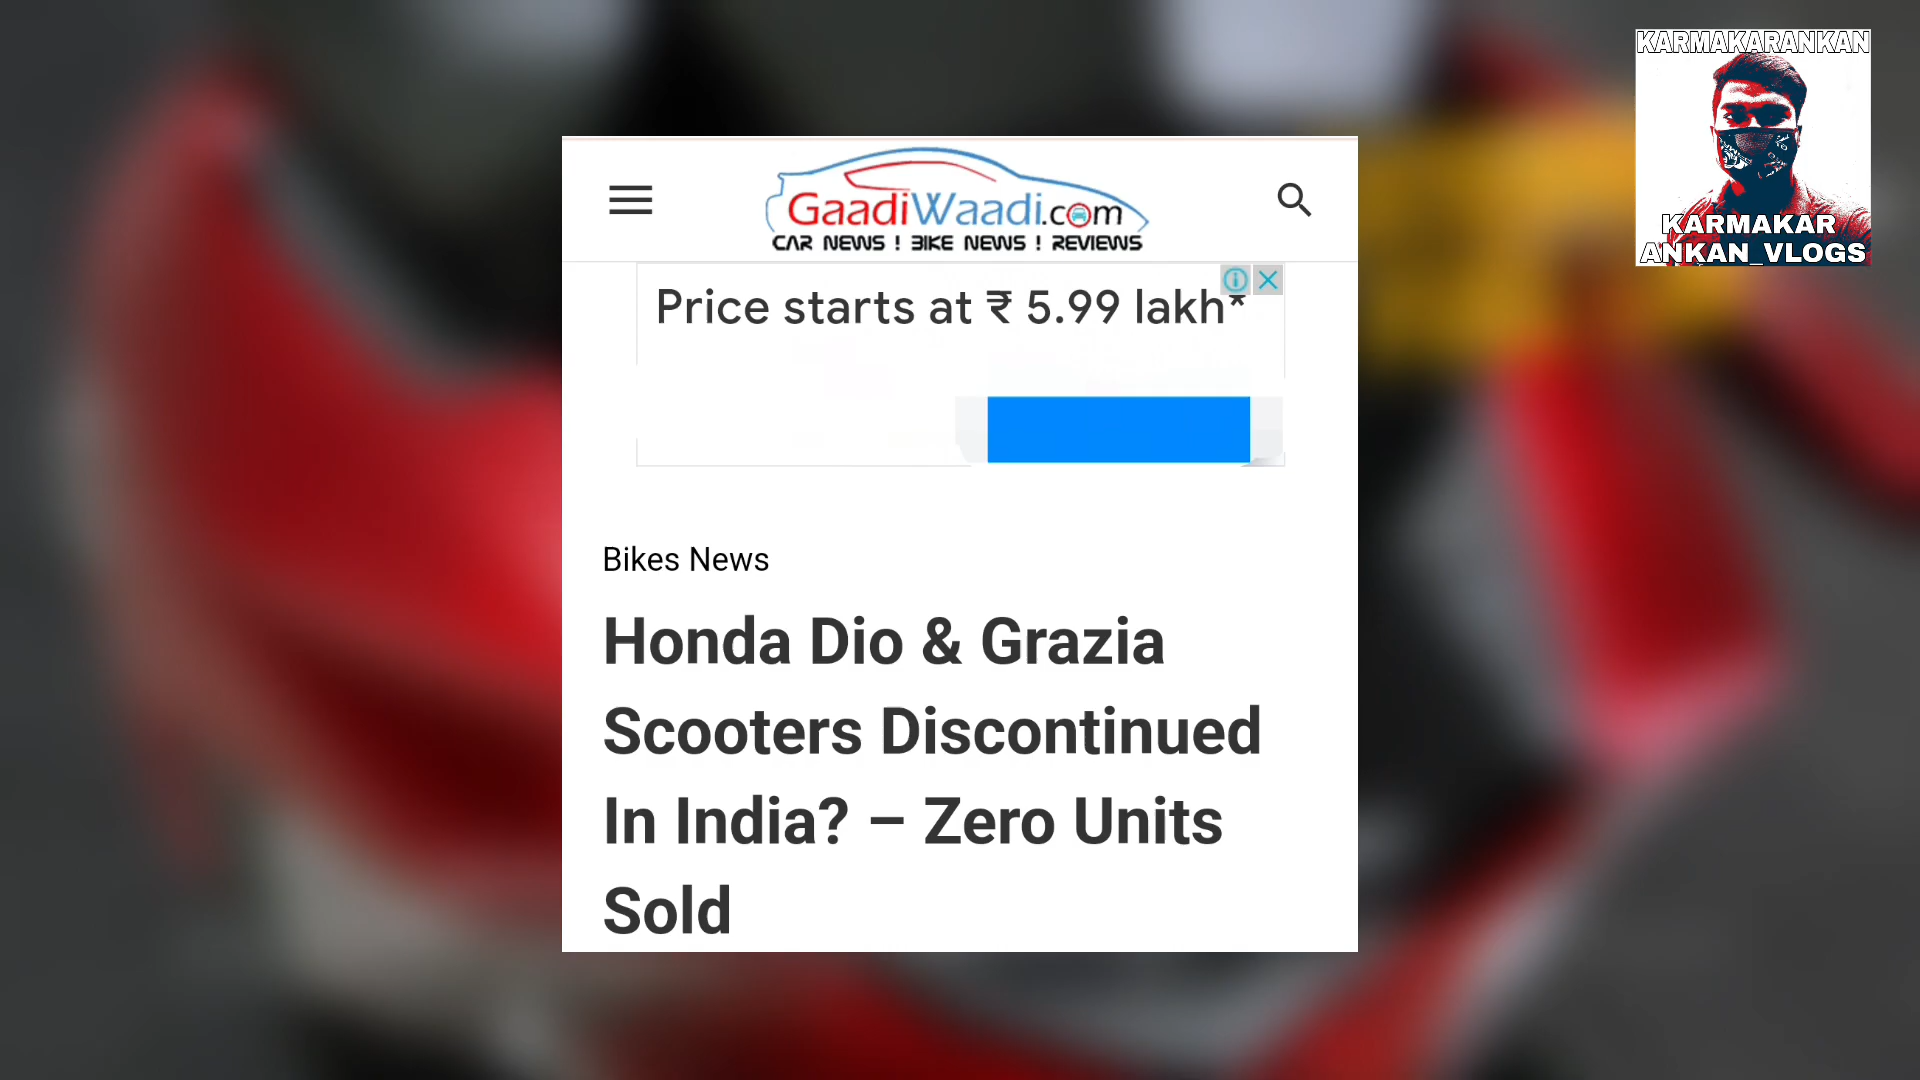 KARMAKARANKAN
KARMAKAR
ANKAN_VLOGS
GaadiWaadi.com
CAR NEWS ! BIKE NEWS ! REVIEWS
Price starts at ₹ 5.99 lakh*
Bikes News
Honda Dio & Grazia
Scooters Discontinued
In India? – Zero Units
Sold